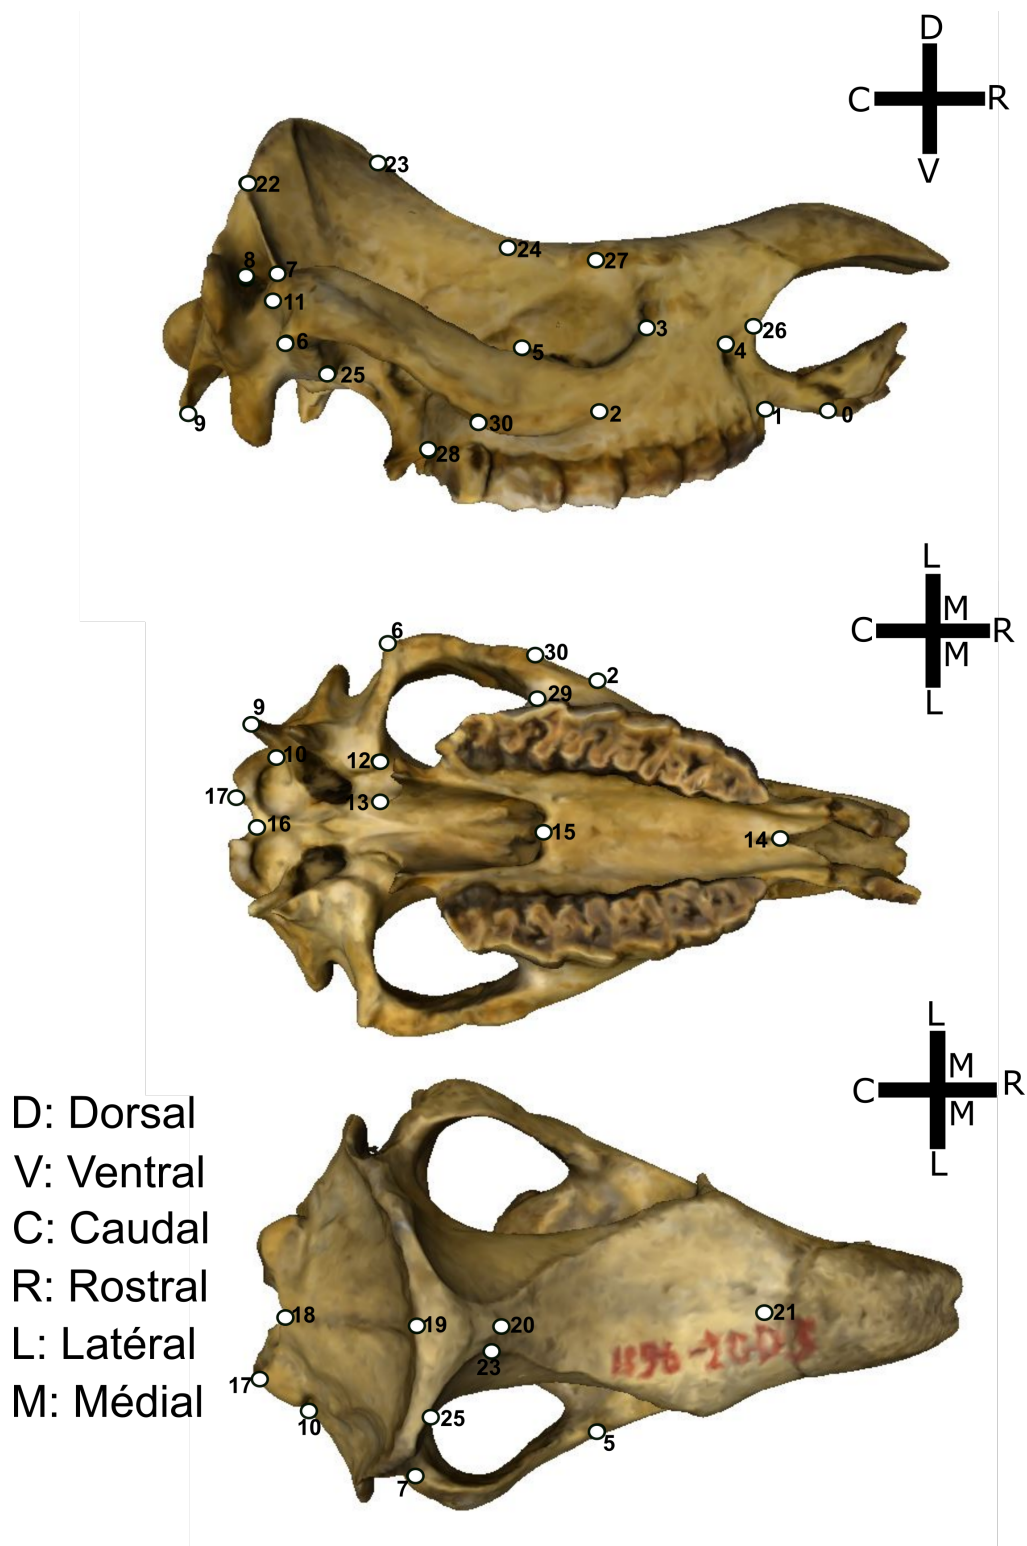 D
C R
V
23
22
24
27
8 7
11
3
26
6
4
5
25
2
1 0
9
30
28
L
C M R
M
L
6
30
2
29
9
10
12
17
13
16
15
14
L
C M R
M
L
D: Dorsal
V: Ventral
C: Caudal
R: Rostral
L: Latéral
M: Médial
18
19
20
21
23
17
10
25
5
7